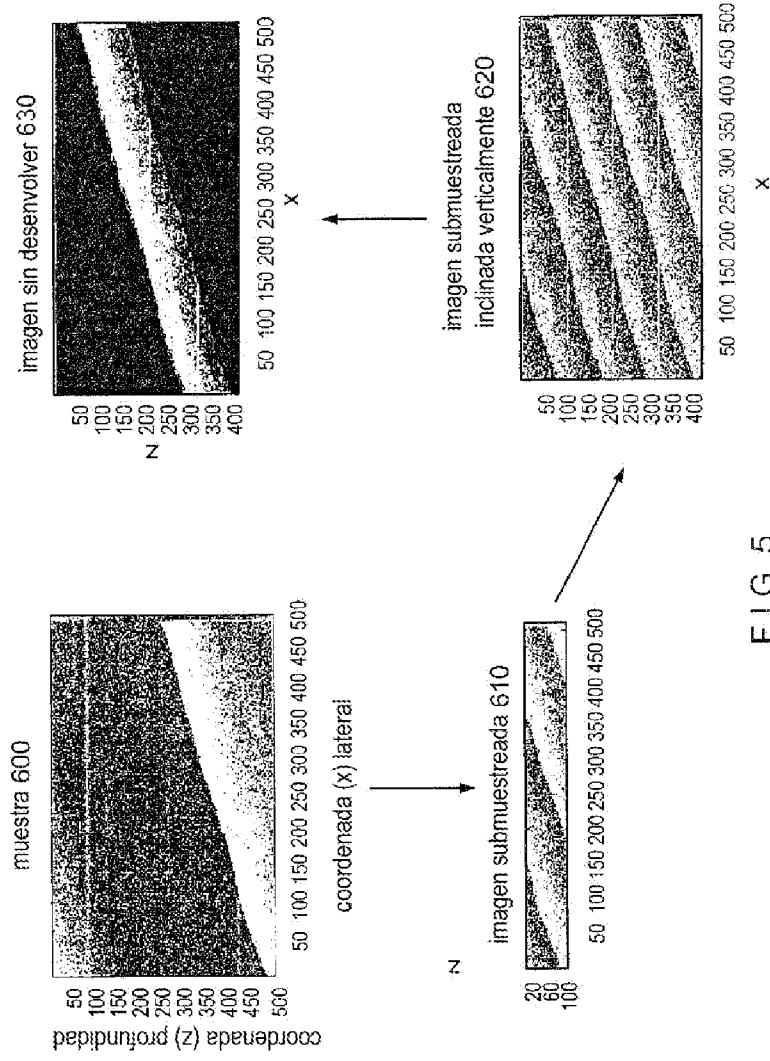 muestra 600
coordenada (z) profundidad
50
100
150
200
250
300
350
400
450
500
50 100 150 200 250 300 350 400 450 500
coordenada (x) lateral
imagen submuestreada 610
z
20
60
100
50 100 150 200 250 300 350 400 450 500
imagen sin desenvolver 630
z
50
100
150
200
250
300
350
400
50 100 150 200 250 300 350 400 450 500
x
imagen submuestreada
inclinada verticalmente 620
50
100
150
200
250
300
350
400
50 100 150 200 250 300 350 400 450 500
x
FIG 5